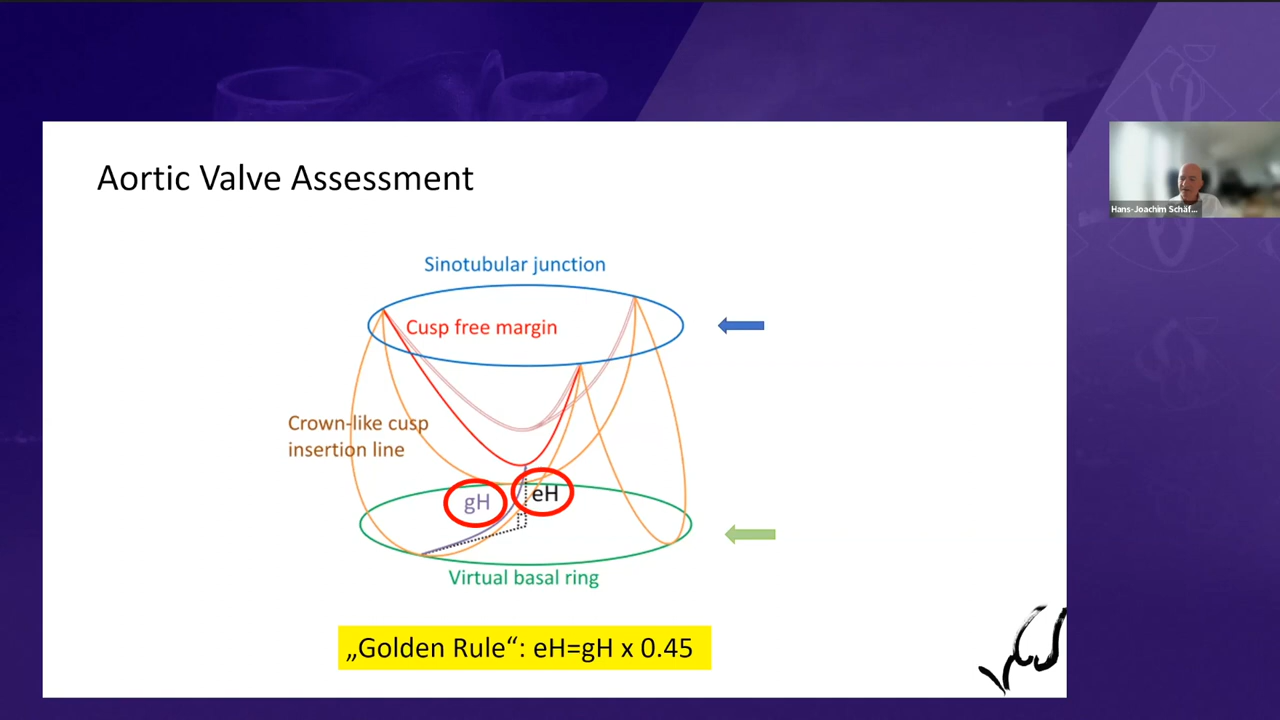 Aortic Valve Assessment
Hans-Joachim Schäf...
Sinotubular junction
Cusp free margin
Crown-like cusp
insertion line
gH
eH
Virtual basal ring
„Golden Rule“: eH=gH x 0.45